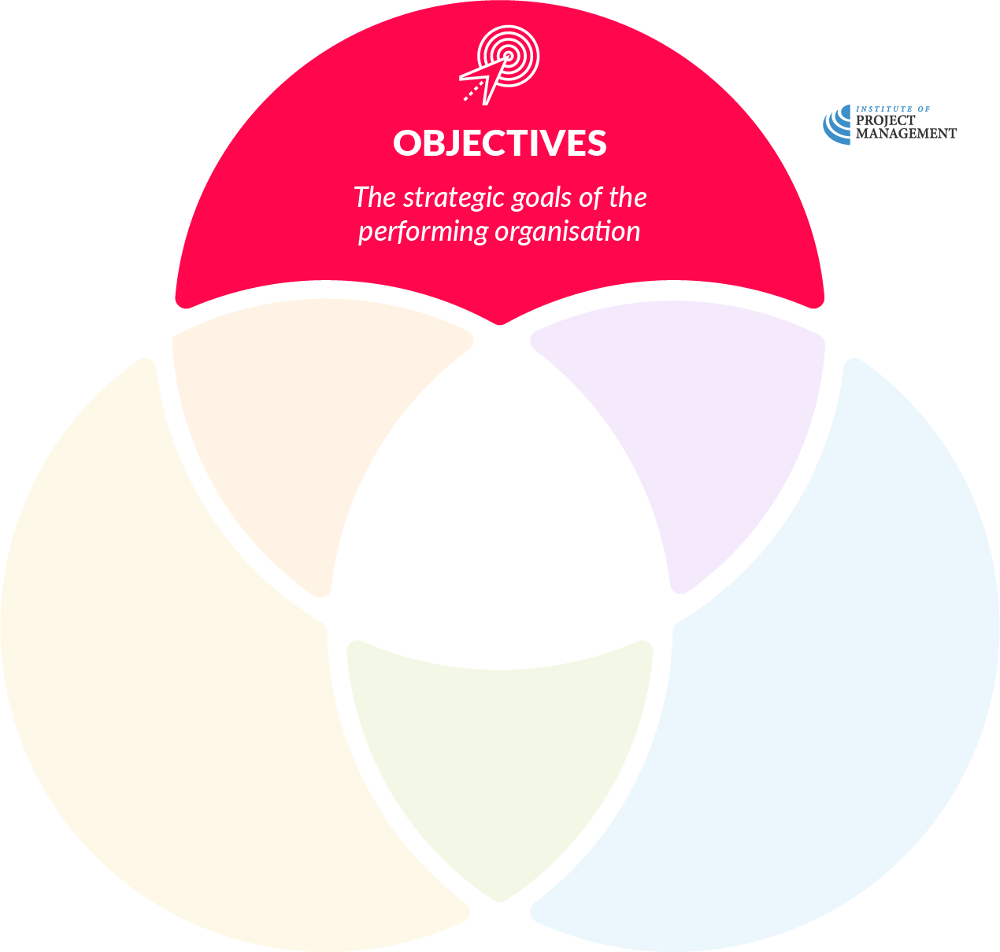 OBJECTIVES
The strategic goals of the
performing organisation
INSTITUTE OF
PROJECT
MANAGEMENT